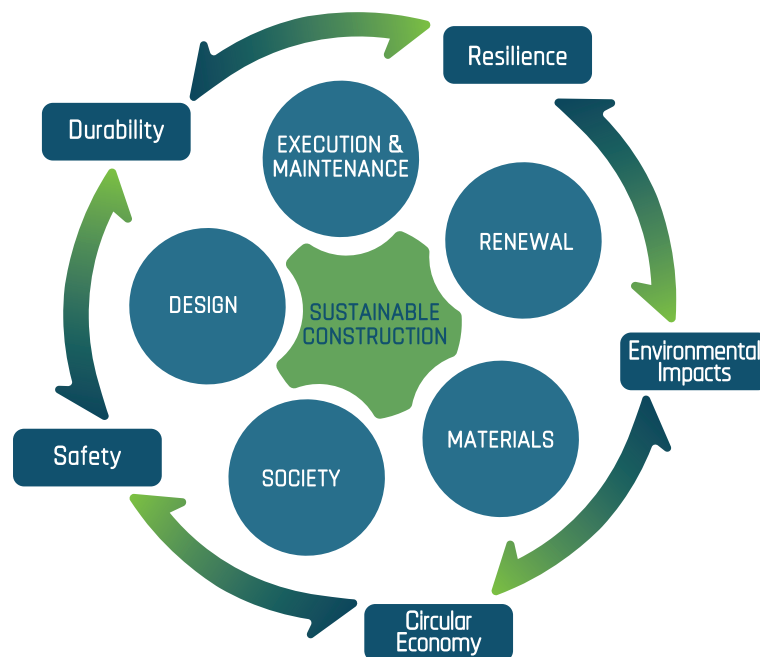 Resilience
Durability
EXECUTION &
MAINTENANCE
RENEWAL
DESIGN
SUSTAINABLE
CONSTRUCTION
Environmental
Impacts
MATERIALS
Safety
SOCIETY
Circular
Economy